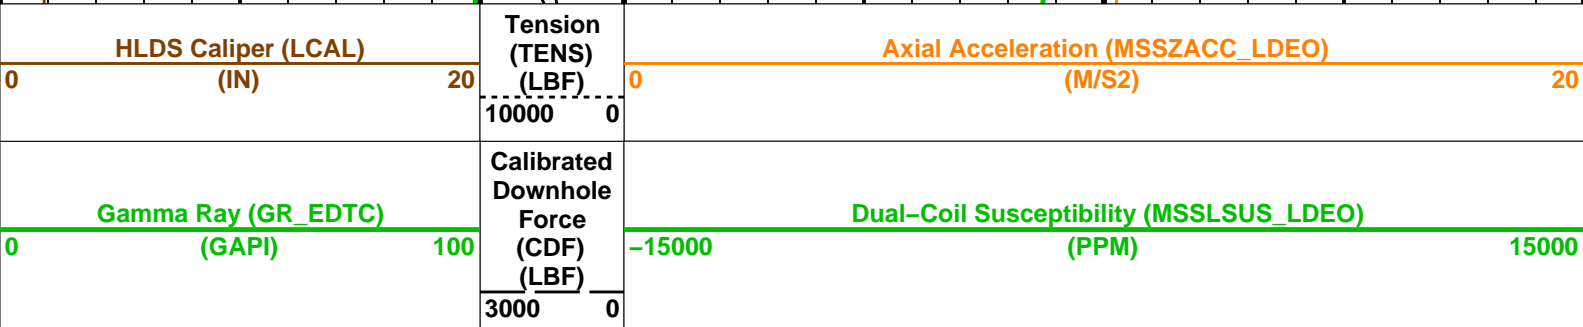 HLDS Caliper (LCAL)
0 (IN) 20
Tension
(TENS)
(LBF)
10000 0
Axial Acceleration (MSSZACC_LDEO)
0 (M/S2) 20
Gamma Ray (GR_EDTC)
0 (GAPI) 100
Calibrated
Downhole
Force
(CDF)
(LBF)
3000 0
Dual−Coil Susceptibility (MSSLSUS_LDEO)
−15000 (PPM) 15000